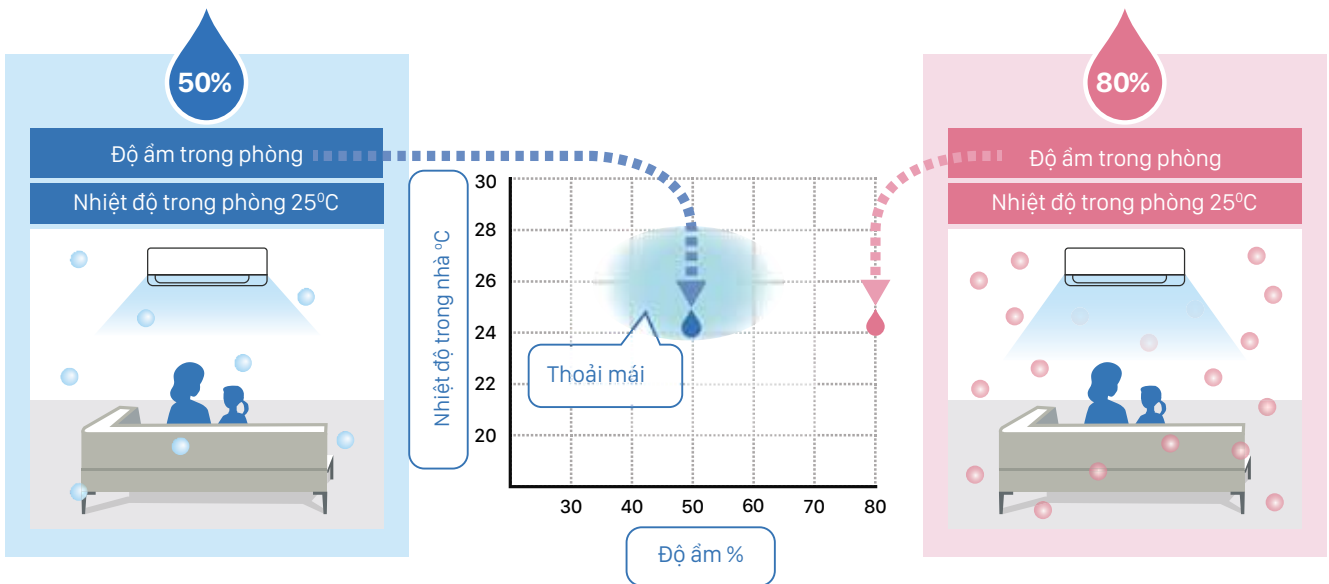 50%
Độ ẩm trong phòng
Nhiệt độ trong phòng 25⁰C
Nhiệt độ trong nhà ⁰C
30
28
26
24
22
20
Thoải mái
30 40 50 60 70 80
Độ ẩm %
80%
Độ ẩm trong phòng
Nhiệt độ trong phòng 25⁰C